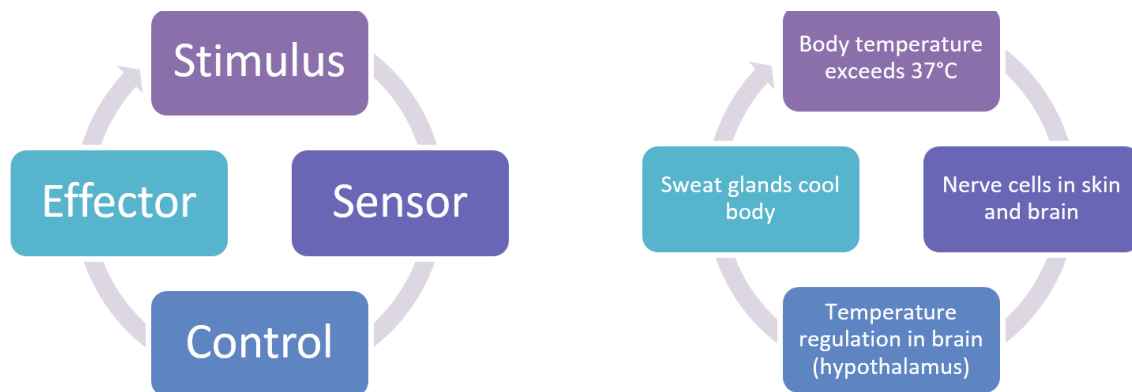 Stimulus
Effector
Sensor
Control
Body temperature
exceeds 37°C
Sweat glands cool
body
Nerve cells in skin
and brain
Temperature
regulation in brain
(hypothalamus)